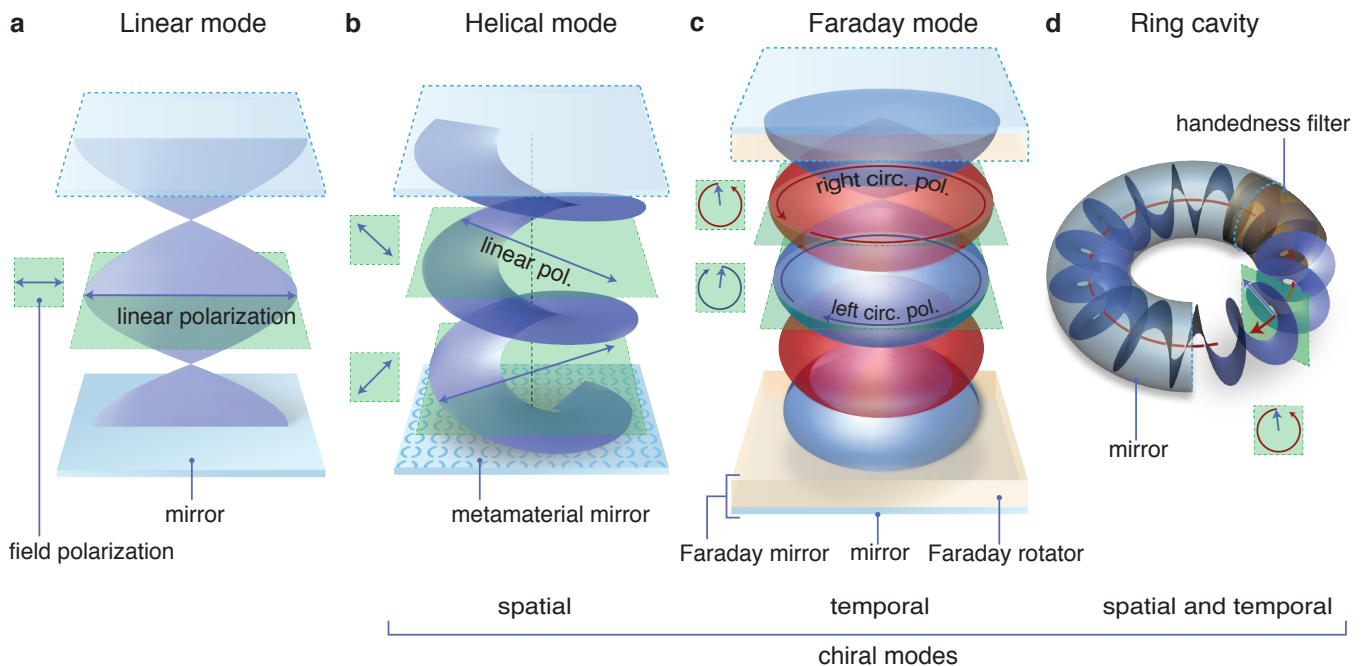 a Linear mode
b Helical mode
c Faraday mode
d Ring cavity
handedness filter
right circ. pol.
linear pol.
left circ. pol.
linear polarization
mirror
field polarization
metamaterial mirror
Faraday mirror
mirror
Faraday rotator
mirror
spatial
temporal
spatial and temporal
chiral modes